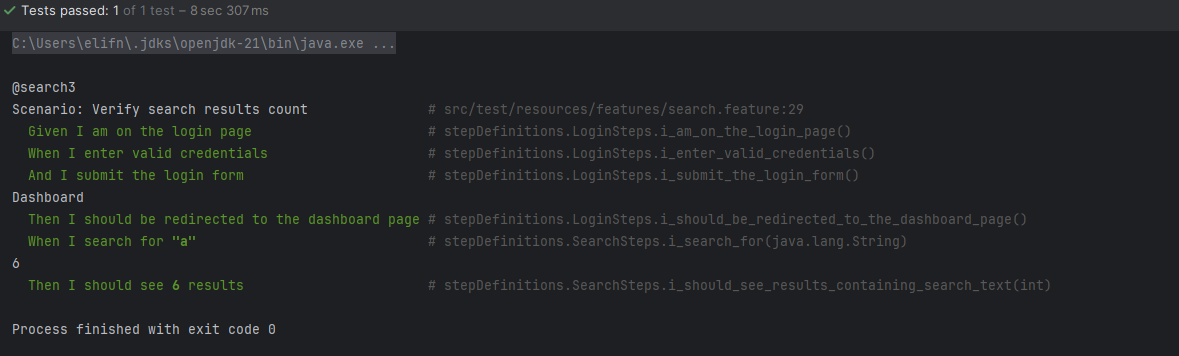 Tests passed: 1 of 1 test – 8 sec 307 ms
C:\Users\elifn\.jdks\openjdk-21\bin\java.exe ...
@search3
Scenario: Verify search results count # src/test/resources/features/search.feature:29
Given I am on the login page # stepDefinitions.LoginSteps.i_am_on_the_login_page()
When I enter valid credentials # stepDefinitions.LoginSteps.i_enter_valid_credentials()
And I submit the login form # stepDefinitions.LoginSteps.i_submit_the_login_form()
Dashboard
Then I should be redirected to the dashboard page # stepDefinitions.LoginSteps.i_should_be_redirected_to_the_dashboard_page()
When I search for "a" # stepDefinitions.SearchSteps.i_search_for(java.lang.String)
6
Then I should see 6 results # stepDefinitions.SearchSteps.i_should_see_results_containing_search_text(int)
Process finished with exit code 0